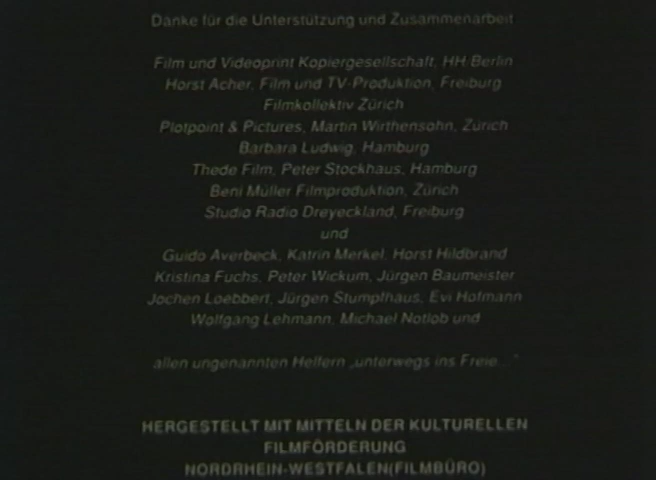 Danke für die Unterstützung und Zusammenarbeit
Film und Videoprint Kopiergesellschaft, HH-Berlin
Horst Acher, Film und TV-Produktion, Freiburg
Filmkollektiv Zürich
Plotpoint & Pictures, Martin Wirthensohn, Zürich
Barbara Ludwig, Hamburg
Thede Film, Peter Stockhaus, Hamburg
Beni Müller Filmproduktion, Zürich
Studio Radio Dreyeckland, Freiburg
und
Guido Averbeck, Katrin Merkel, Horst Hildbrand
Kristina Fuchs, Peter Wickum, Jürgen Baumeister
Jochen Loebbert, Jürgen Stumpfhaus, Evi Hofmann
Wolfgang Lehmann, Michael Notlob und
allen ungenannten Helfern „unterwegs ins Freie..."
HERGESTELLT MIT MITTELN DER KULTURELLEN
FILMFÖRDERUNG
NORDRHEIN-WESTFALEN(FILMBÜRO)